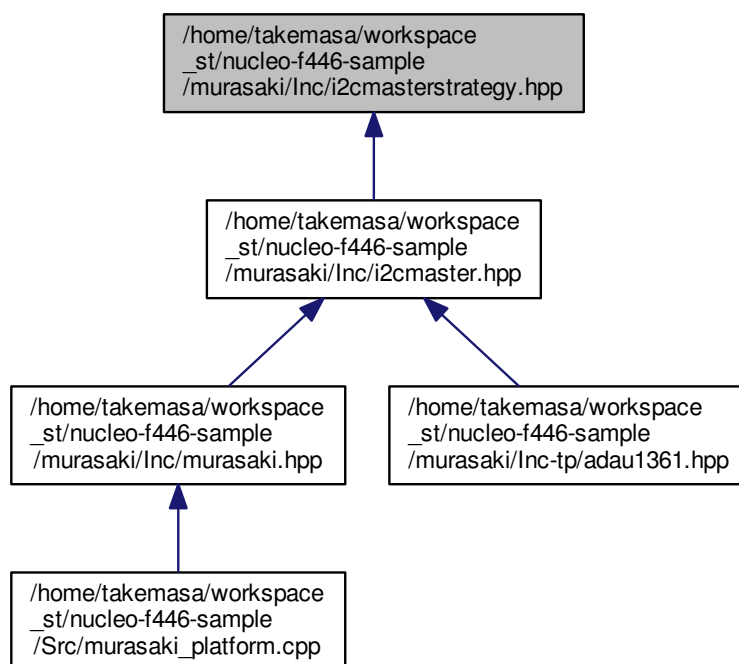 /home/takemasa/workspace
_st/nucleo-f446-sample
/murasaki/Inc/i2cmasterstrategy.hpp
/home/takemasa/workspace
_st/nucleo-f446-sample
/murasaki/Inc/i2cmaster.hpp
/home/takemasa/workspace
_st/nucleo-f446-sample
/murasaki/Inc/murasaki.hpp
/home/takemasa/workspace
_st/nucleo-f446-sample
/murasaki/Inc-tp/adau1361.hpp
/home/takemasa/workspace
_st/nucleo-f446-sample
/Src/murasaki_platform.cpp